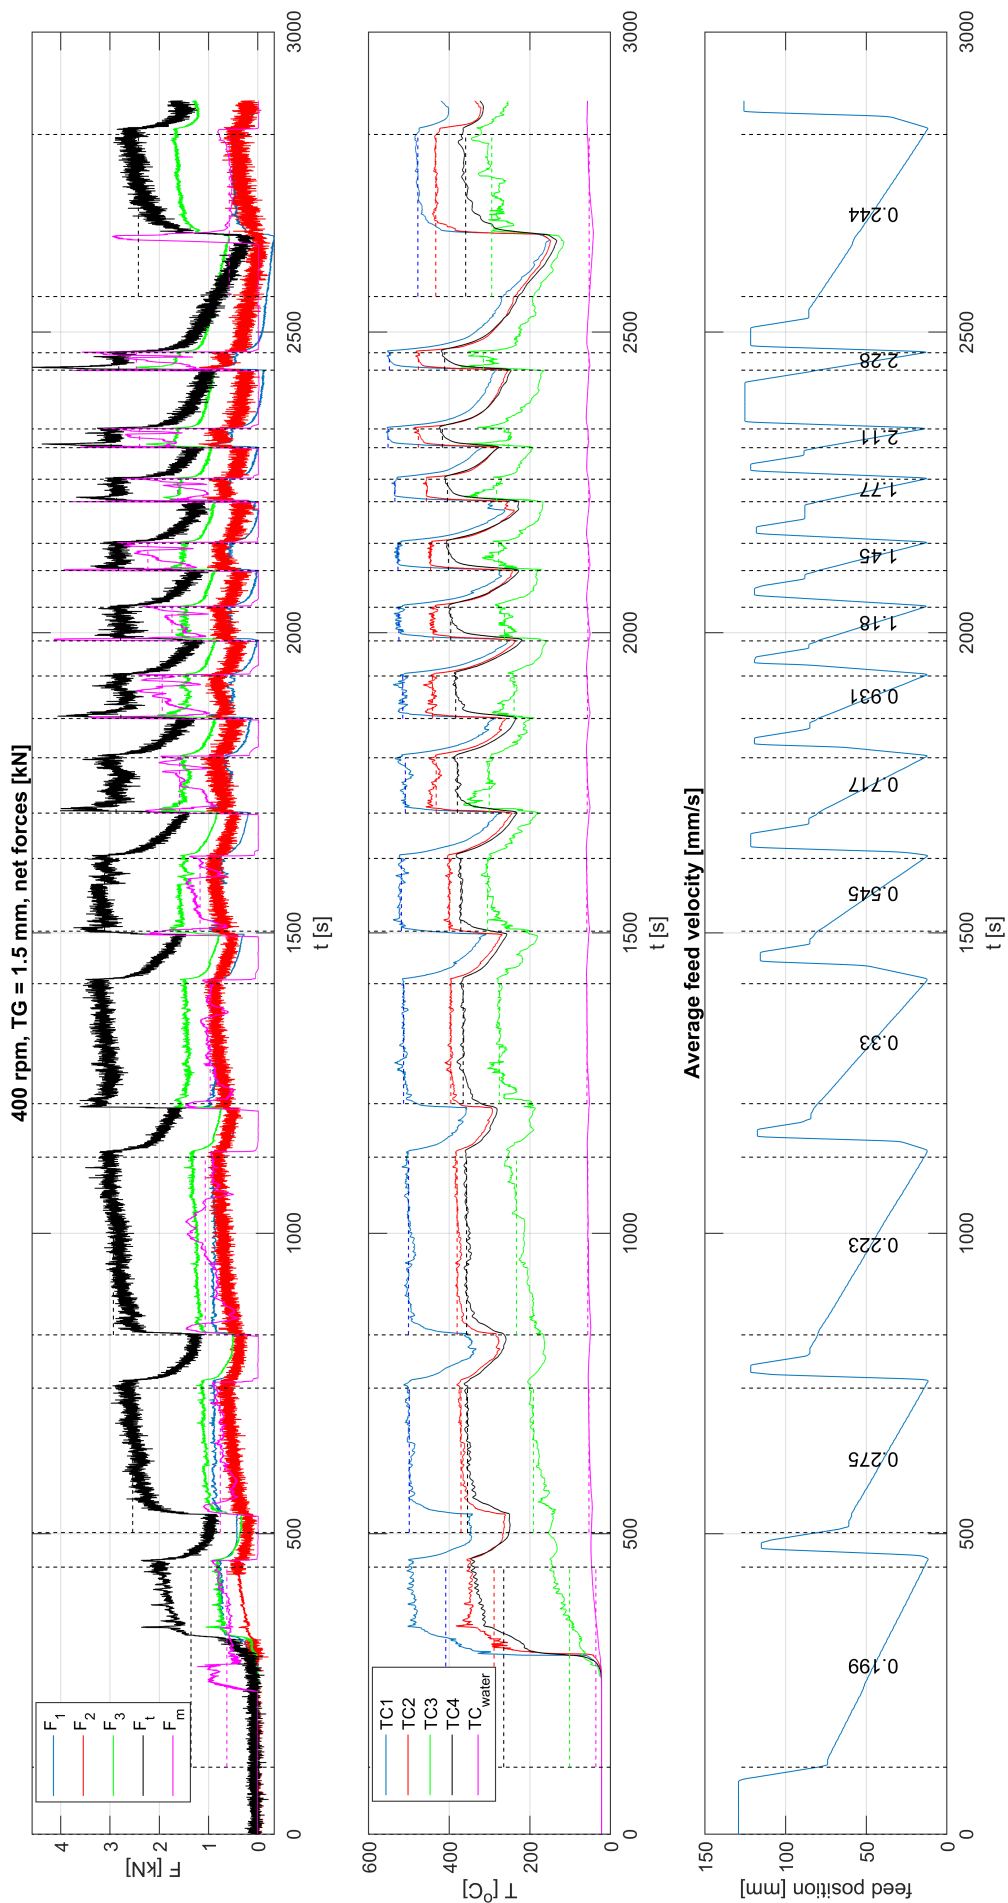 400 rpm, TG = 1.5 mm, net forces [kN]
F [kN]
4
3
2
1
0
F1
F2
F3
Ft
Fm
0
500
1000
1500
2000
2500
3000
t [s]
T [°C]
600
400
200
0
TC1
TC2
TC3
TC4
TCwater
0
500
1000
1500
2000
2500
3000
t [s]
Average feed velocity [mm/s]
feed position [mm]
150
100
50
0
0.199
0.275
0.223
0.33
0.545
0.717
0.931
1.18
1.45
1.77
2.11
2.28
0.244
0
500
1000
1500
2000
2500
3000
t [s]